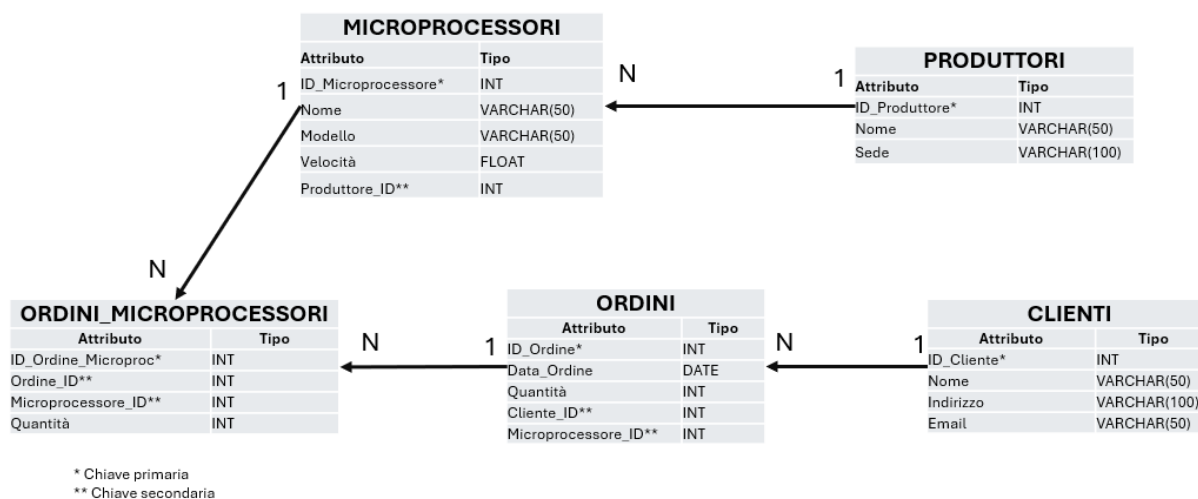 MICROPROCESSORI
Attributo Tipo
ID_Microprocessore* INT
Nome VARCHAR(50)
Modello VARCHAR(50)
Velocità FLOAT
Produttore_ID** INT
1
N
N
1
PRODUTTORI
Attributo Tipo
ID_Produttore* INT
Nome VARCHAR(50)
Sede VARCHAR(100)
ORDINI_MICROPROCESSORI
Attributo Tipo
ID_Ordine_Microproc* INT
Ordine_ID** INT
Microprocessore_ID** INT
Quantità INT
N
1
ORDINI
Attributo Tipo
ID_Ordine* INT
Data_Ordine DATE
Quantità INT
Cliente_ID** INT
Microprocessore_ID** INT
N
1
CLIENTI
Attributo Tipo
ID_Cliente* INT
Nome VARCHAR(50)
Indirizzo VARCHAR(100)
Email VARCHAR(50)
* Chiave primaria
** Chiave secondaria